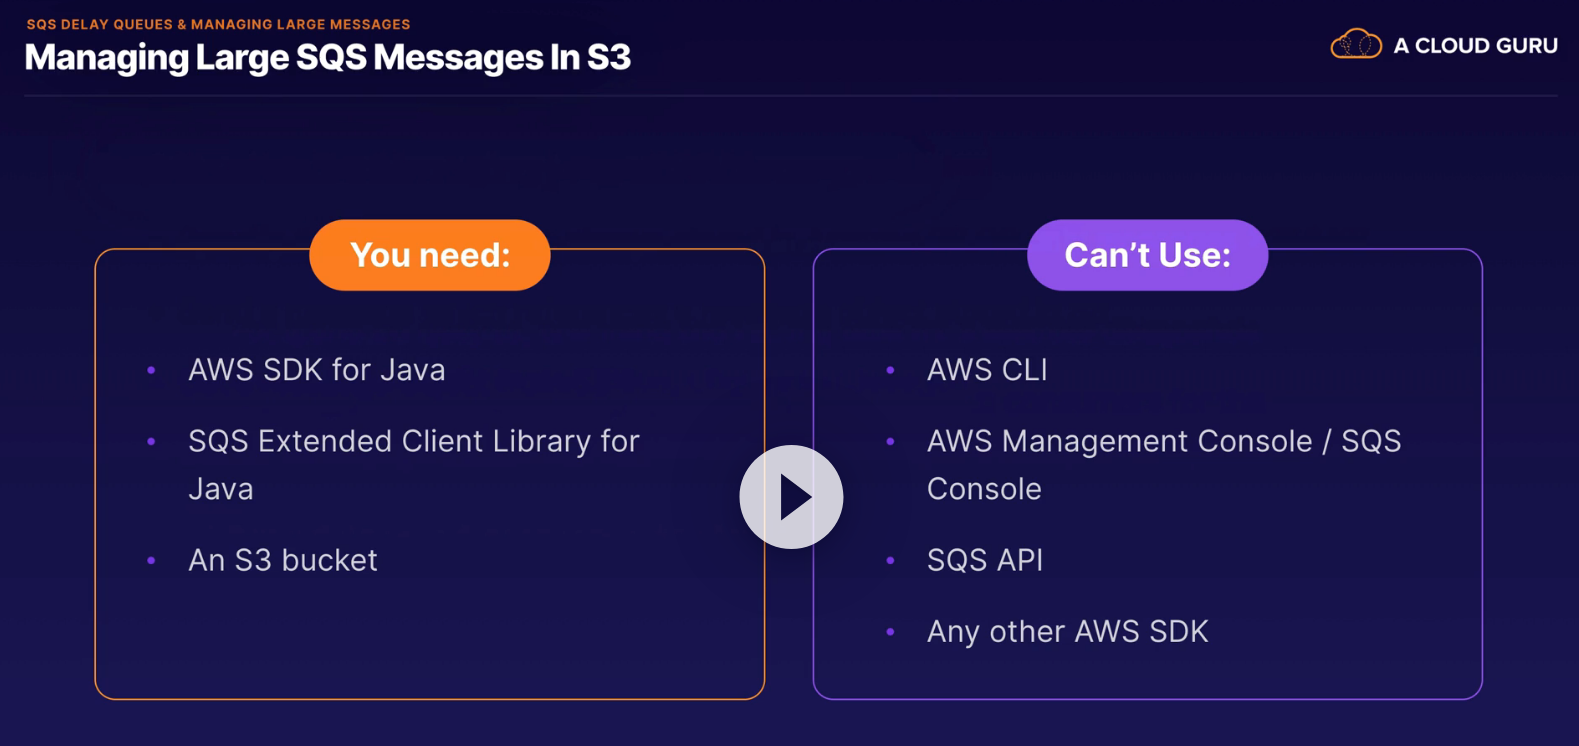 SQS DELAY QUEUES & MANAGING LARGE MESSAGES
Managing Large SQS Messages In S3
A CLOUD GURU
You need:
AWS SDK for Java
SQS Extended Client Library for
Java
An S3 bucket
Can’t Use:
AWS CLI
AWS Management Console / SQS
Console
SQS API
Any other AWS SDK